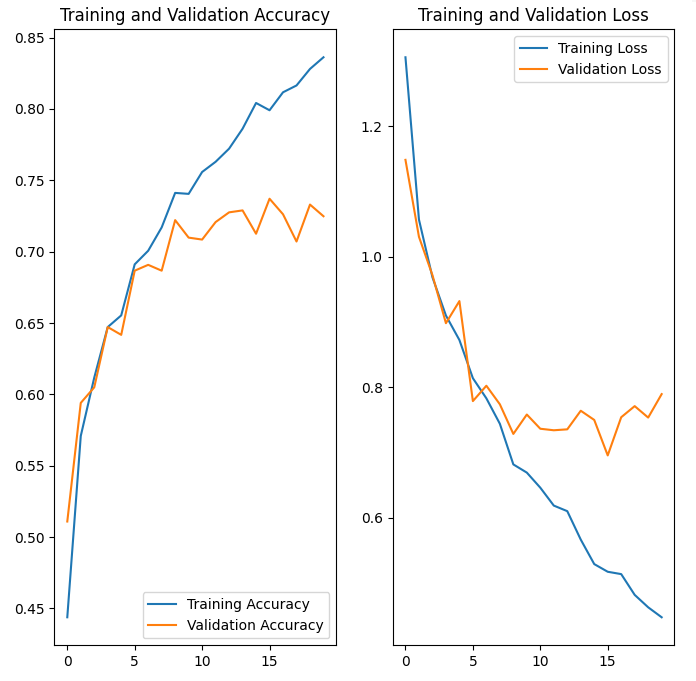 Training and Validation Accuracy
0.85
0.80
0.75
0.70
0.65
0.60
0.55
0.50
0.45
0 5 10 15
Training Accuracy
Validation Accuracy
Training and Validation Loss
1.2
1.0
0.8
0.6
0 5 10 15
Training Loss
Validation Loss